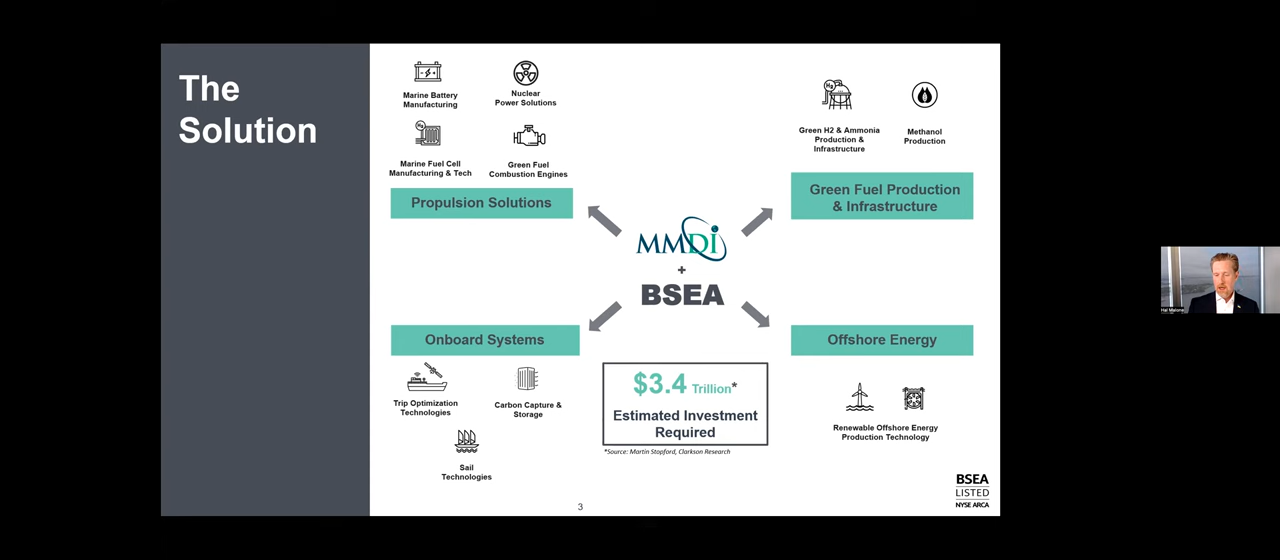 The
Solution
Marine Battery
Manufacturing
Nuclear
Power Solutions
Marine Fuel Cell
Manufacturing & Tech
Green Fuel
Combustion Engines
Propulsion Solutions
Green H2 & Ammonia
Production &
Infrastructure
Methanol
Production
Green Fuel Production
& Infrastructure
MMDi
+
BSEA
Onboard Systems
Trip Optimization
Technologies
Carbon Capture &
Storage
Sail
Technologies
$3.4 Trillion*
Estimated Investment
Required
*Source: Martin Stopford, Clarkson Research
Offshore Energy
Renewable Offshore Energy
Production Technology
BSEA
LISTED
NYSE ARCA
3
Hal Malone